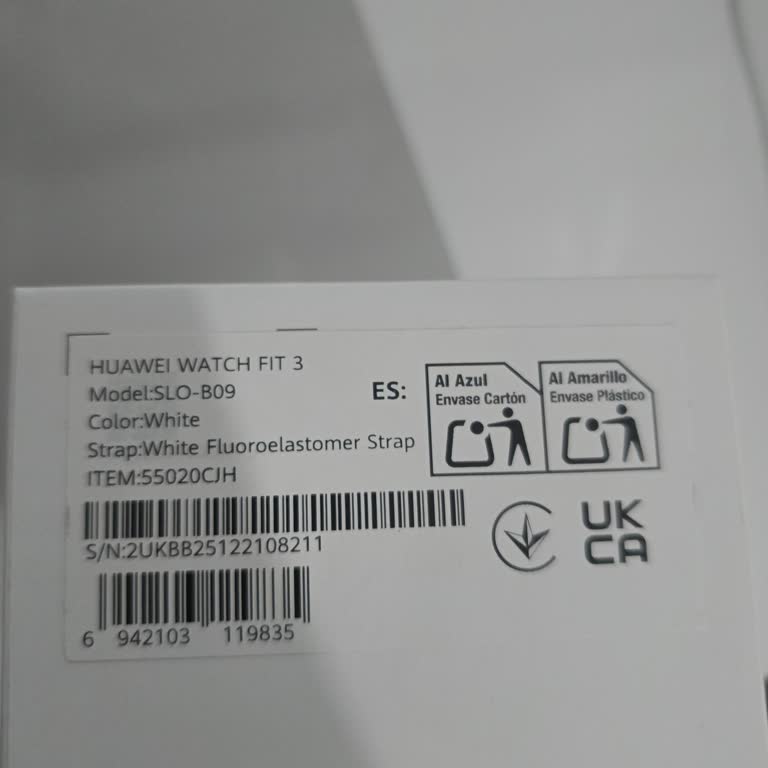 HUAWEI WATCH FIT 3
Model:SLO-B09
Color:White
Strap:White Fluoroelastomer Strap
ITEM:55020CJH
S/N:2UKBB25122108211
6 942103 119835
ES:
Al Azul
Envase Cartón
Al Amarillo
Envase Plástico
UK
CA